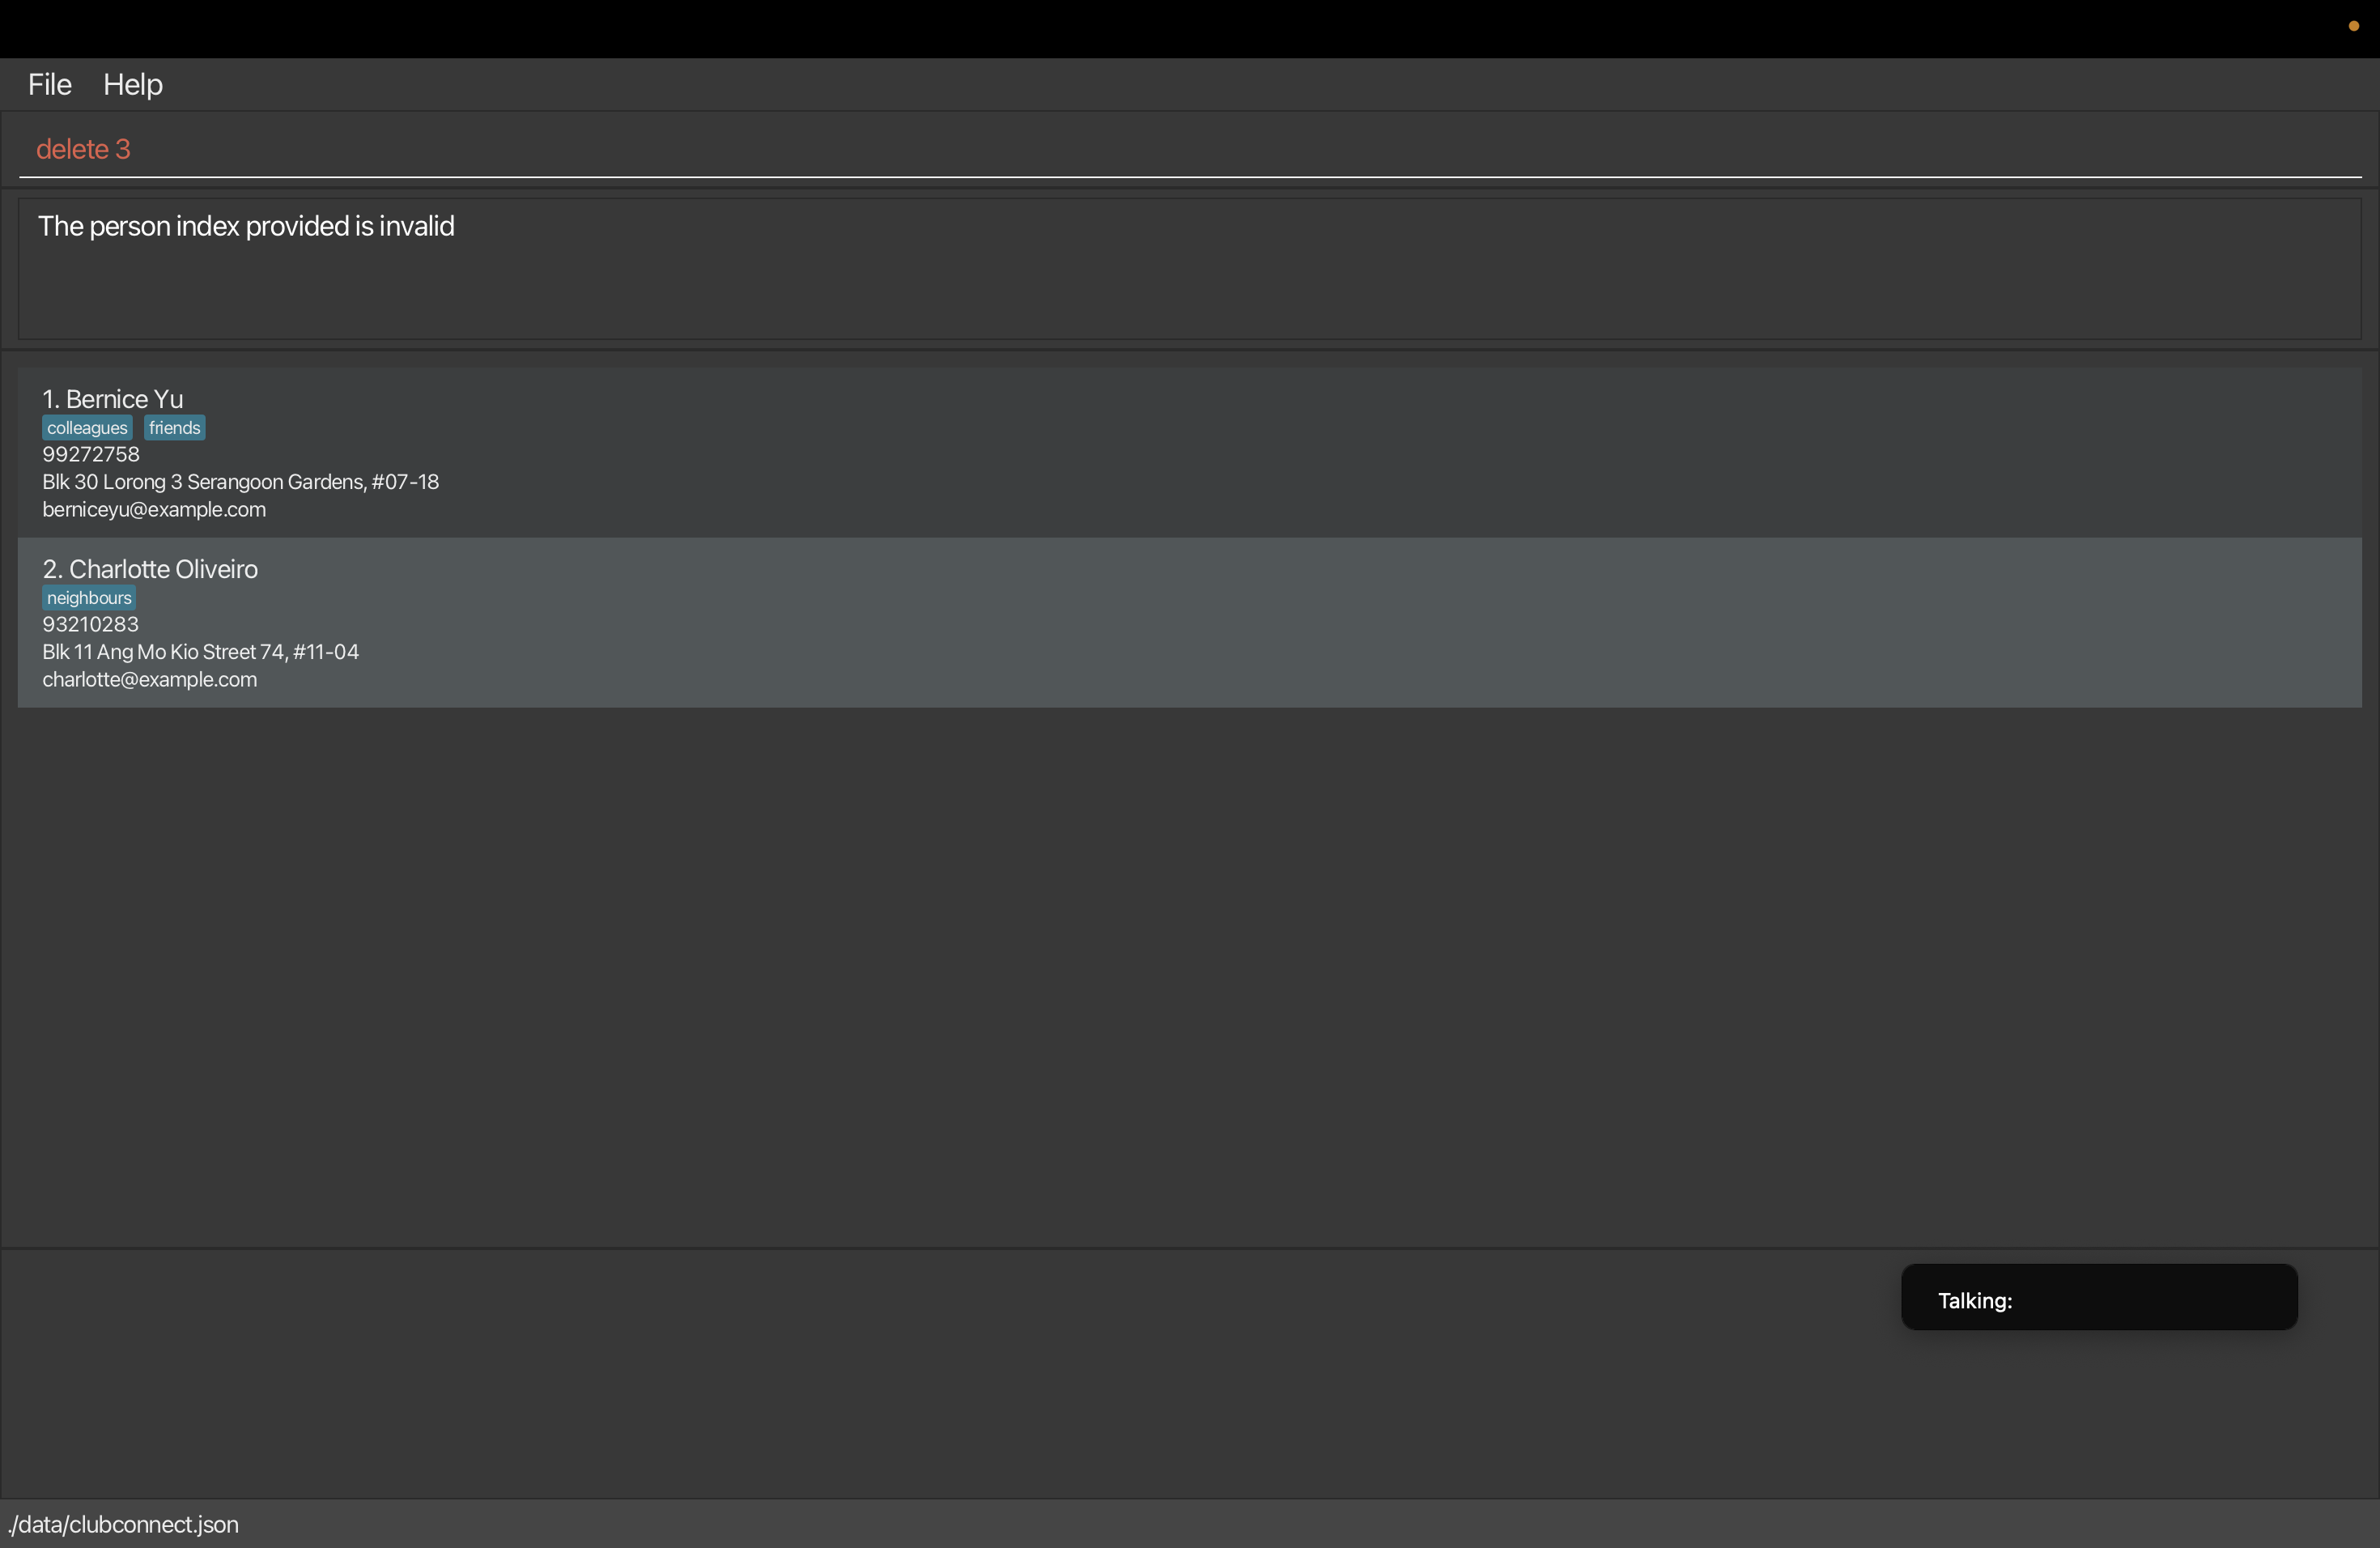 File Help
delete 3
The person index provided is invalid
1. Bernice Yu
colleagues friends
99272758
Blk 30 Lorong 3 Serangoon Gardens, #07-18
berniceyu@example.com
2. Charlotte Oliveiro
neighbours
93210283
Blk 11 Ang Mo Kio Street 74, #11-04
charlotte@example.com
Talking:
./data/clubconnect.json